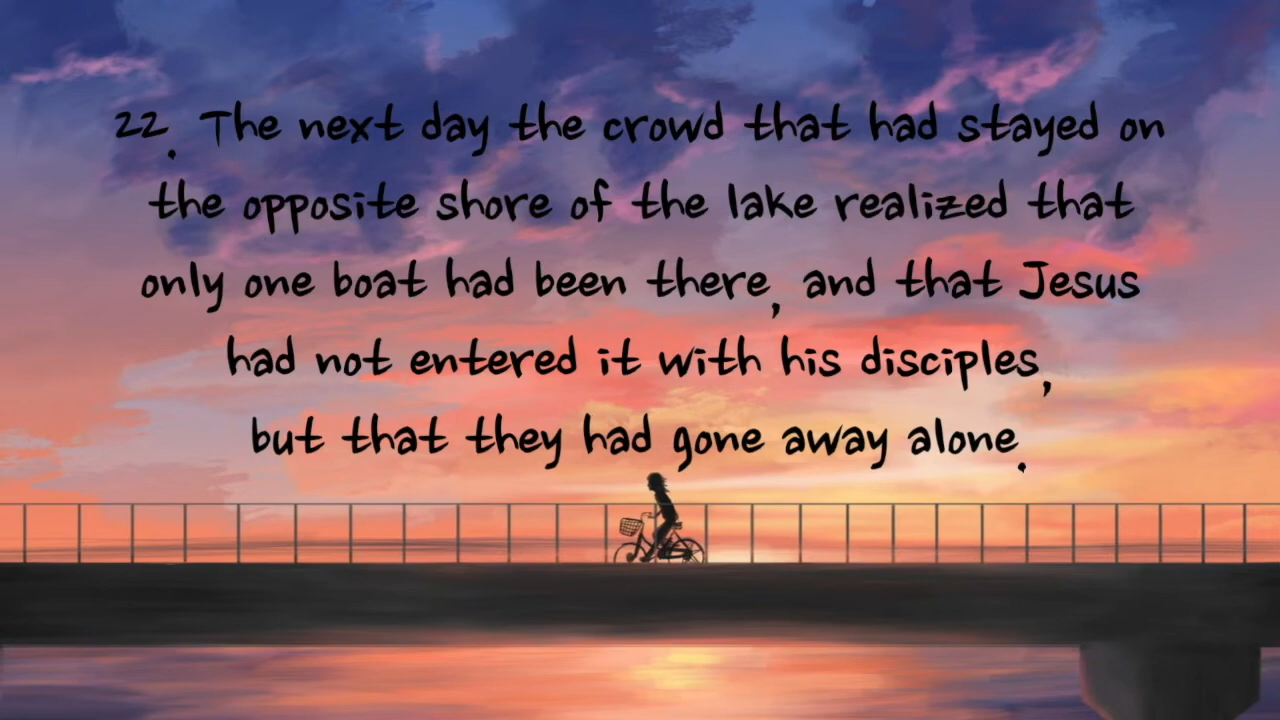 22. The next day the crowd that had stayed on
the opposite shore of the lake realized that
only one boat had been there, and that Jesus
had not entered it with his disciples,
but that they had gone away alone.